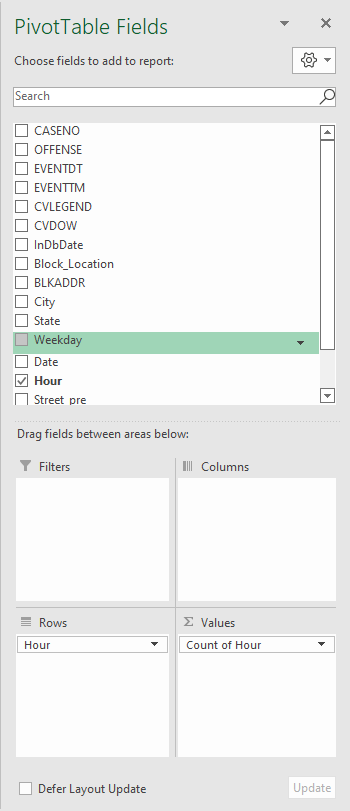 PivotTable Fields
Choose fields to add to report:
Search
CASENO
OFFENSE
EVENTDT
EVENTTM
CVLEGEND
CVDOW
InDbDate
Block_Location
BLKADDR
City
State
Weekday
Date
Hour
Street_pre
Drag fields between areas below:
Filters
Columns
Rows
Σ Values
Hour
Count of Hour
Defer Layout Update
Update